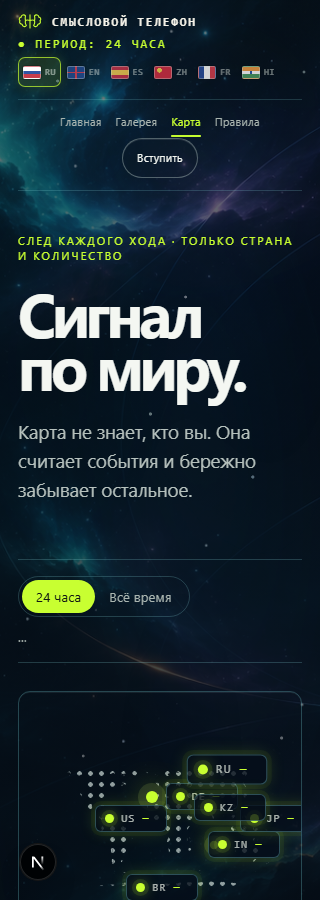 СМЫСЛОВОЙ ТЕЛЕФОН
ПЕРИОД: 24 ЧАСА
RU EN ES ZH FR HI
Главная Галерея Карта Правила
Вступить
СЛЕД КАЖДОГО ХОДА · ТОЛЬКО СТРАНА
И КОЛИЧЕСТВО
Сигнал
по миру.
Карта не знает, кто вы. Она
считает события и бережно
забывает остальное.
24 часа Всё время
...
RU —
DE —
KZ —
US —
JP —
IN —
N
BR —